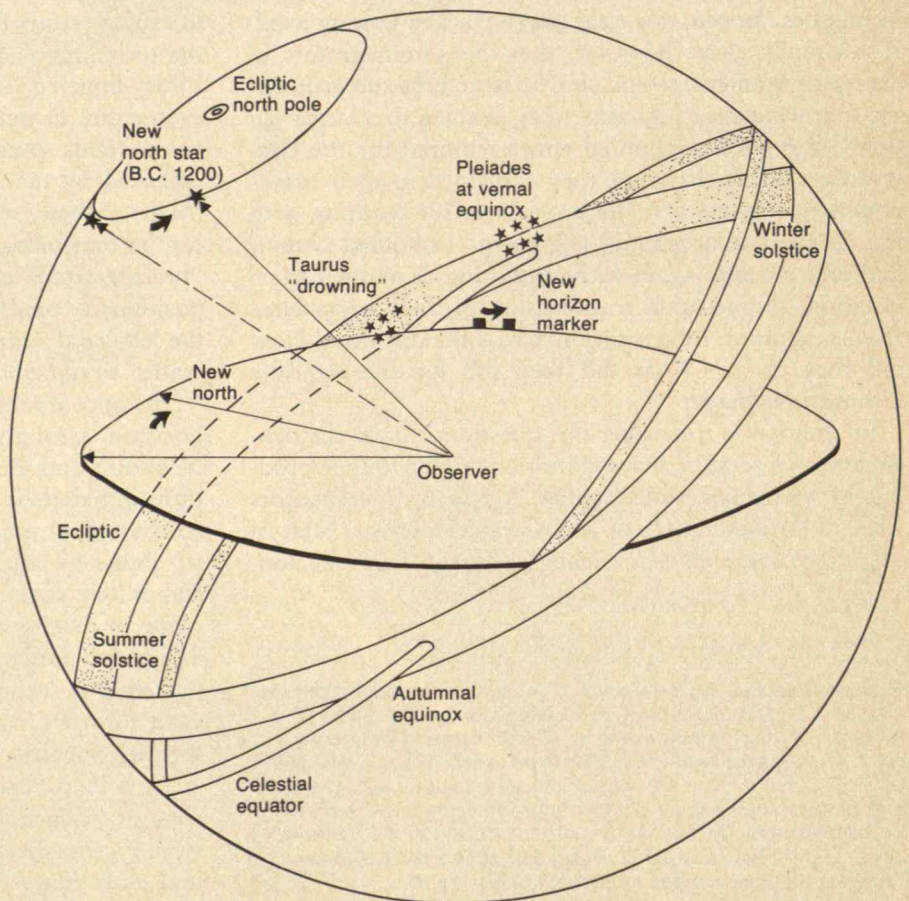 Ecliptic
north pole
New
north star
(B.C. 1200)
Pleiades
at vernal
equinox
Winter
solstice
Taurus
"drowning"
New
horizon
marker
New
north
Observer
Ecliptic
Summer
solstice
Autumnal
equinox
Celestial
equator